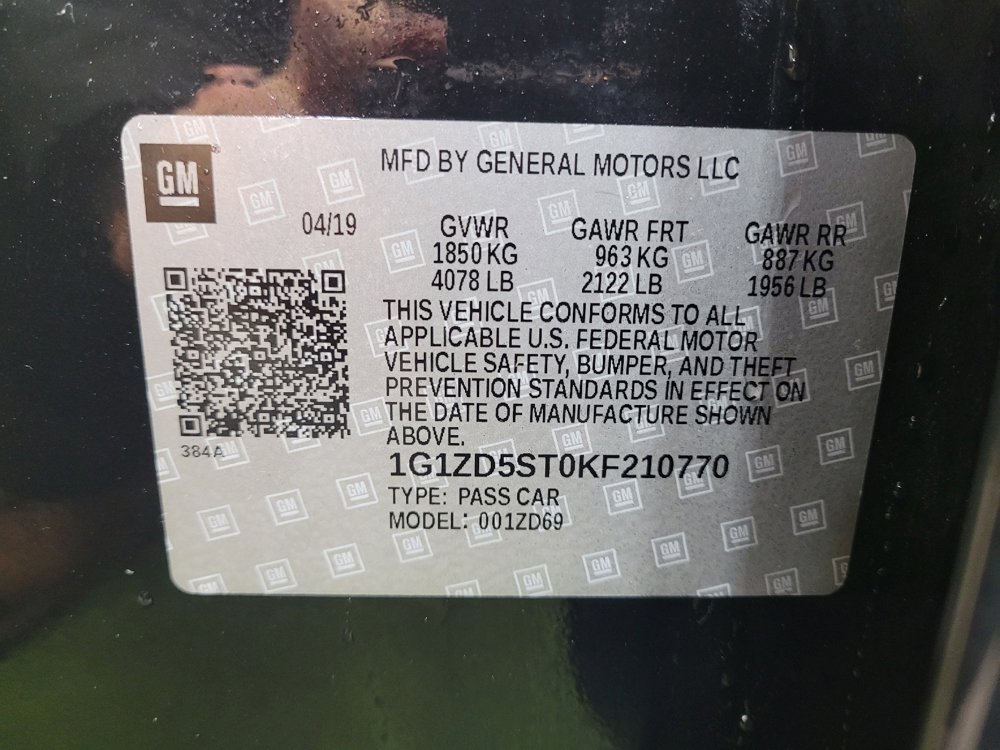 GM
MFD BY GENERAL MOTORS LLC
04/19
GVWR GAWR FRT GAWR RR
1850 KG 963 KG 887 KG
4078 LB 2122 LB 1956 LB
THIS VEHICLE CONFORMS TO ALL
APPLICABLE U.S. FEDERAL MOTOR
VEHICLE SAFETY, BUMPER, AND THEFT
PREVENTION STANDARDS IN EFFECT ON
THE DATE OF MANUFACTURE SHOWN
ABOVE.
384A
1G1ZD5ST0KF210770
TYPE: PASS CAR
MODEL: 001ZD69